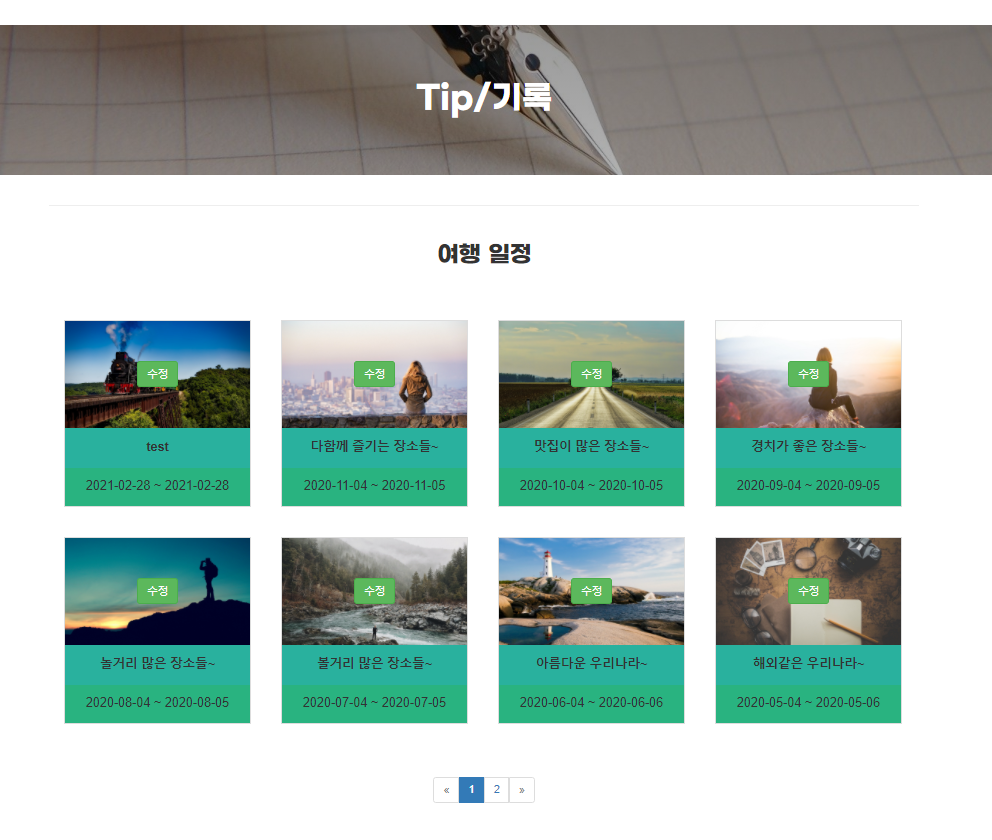 Tip/기록
여행 일정
수정
수정
수정
수정
test
다함께 즐기는 장소들~
맛집이 많은 장소들~
경치가 좋은 장소들~
2021-02-28 ~ 2021-02-28
2020-11-04 ~ 2020-11-05
2020-10-04 ~ 2020-10-05
2020-09-04 ~ 2020-09-05
수정
수정
수정
수정
놀거리 많은 장소들~
볼거리 많은 장소들~
아름다운 우리나라~
해외같은 우리나라~
2020-08-04 ~ 2020-08-05
2020-07-04 ~ 2020-07-05
2020-06-04 ~ 2020-06-06
2020-05-04 ~ 2020-05-06
« 1 2 »